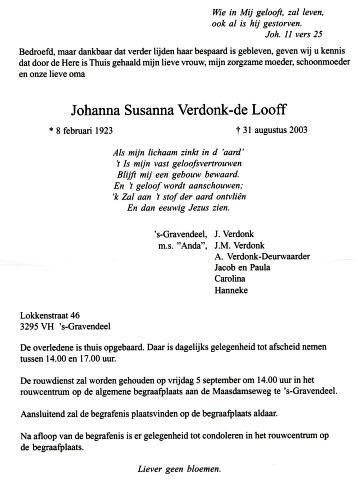 Wie in Mij gelooft, zal leven,
ook al is hij gestorven.
Joh. 11 vers 25
Bedroefd, maar dankbaar dat verder lijden haar bespaard is gebleven, geven wij u kennis
dat door de Here is Thuis gehaald mijn lieve vrouw, mijn zorgzame moeder, schoonmoeder
en onze lieve oma
Johanna Susanna Verdonk-de Looff
* 8 februari 1923 † 31 augustus 2003
Als mijn lichaam zinkt in d 'aard'
't Is mijn vast geloofsvertrouwen
Blijft mij een gebouw bewaard.
En 't geloof wordt aanschouwen;
'k Zal aan 't stof der aard ontvliên
En dan eeuwig Jezus zien.
's-Gravendeel, J. Verdonk
m.s. "Anda", J.M. Verdonk
A. Verdonk-Deurwaarder
Jacob en Paula
Carolina
Hanneke
Lokkenstraat 46
3295 VH 's-Gravendeel
De overledene is thuis opgebaard. Daar is dagelijks gelegenheid tot afscheid nemen
tussen 14.00 en 17.00 uur.
De rouwdienst zal worden gehouden op vrijdag 5 september om 14.00 uur in het
rouwcentrum op de algemene begraafplaats aan de Maasdamseweg te 's-Gravendeel.
Aansluitend zal de begrafenis plaatsvinden op de begraafplaats aldaar.
Na afloop van de begrafenis is er gelegenheid tot condoleren in het rouwcentrum op
de begraafplaats.
Liever geen bloemen.